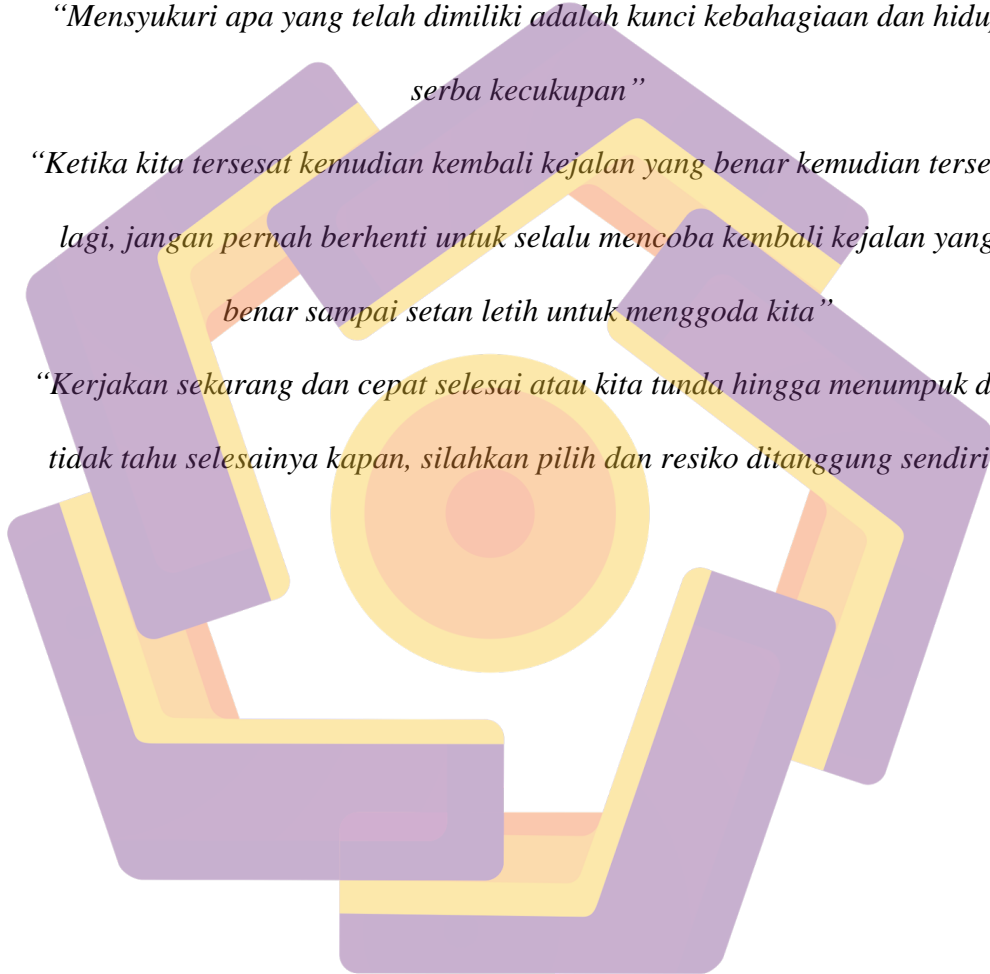 “Mensyukuri apa yang telah dimiliki adalah kunci kebahagiaan dan
serba kecukupan”
“Ketika kita tersesat kemudian kembali kejalan yang benar kemudian
lagi, jangan pernah berhenti untuk selalu mencoba kembali kejalan yang
benar sampai setan letih untuk menggoda kita”
“Kerjakan sekarang dan cepat selesai atau kita tunda hingga menumpuk
tidak tahu selesainya kapan, silahkan pilih dan resiko ditanggung sendiri